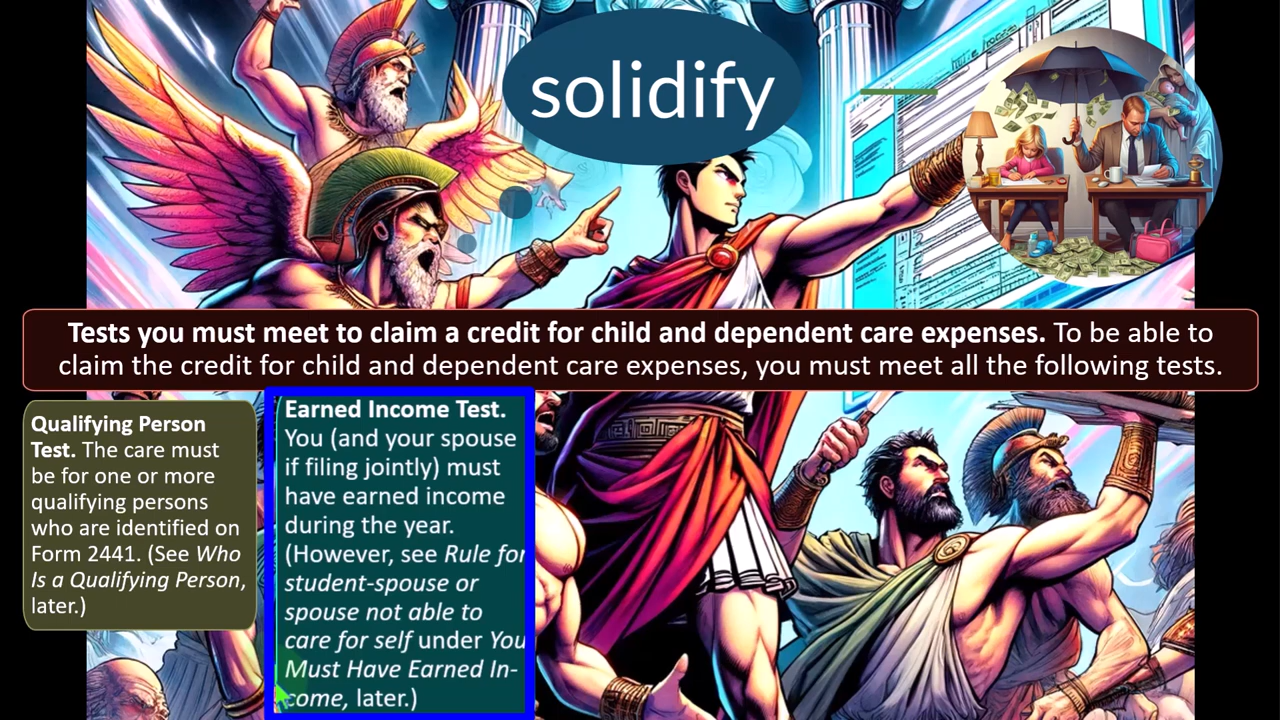 solidify
Tests you must meet to claim a credit for child and dependent care expenses. To be able to
claim the credit for child and dependent care expenses, you must meet all the following tests.
Qualifying Person
Test. The care must
be for one or more
qualifying persons
who are identified on
Form 2441. (See Who
Is a Qualifying Person,
later.)
Earned Income Test.
You (and your spouse
if filing jointly) must
have earned income
during the year.
(However, see Rule for
student-spouse or
spouse not able to
care for self under You
Must Have Earned In-
come, later.)